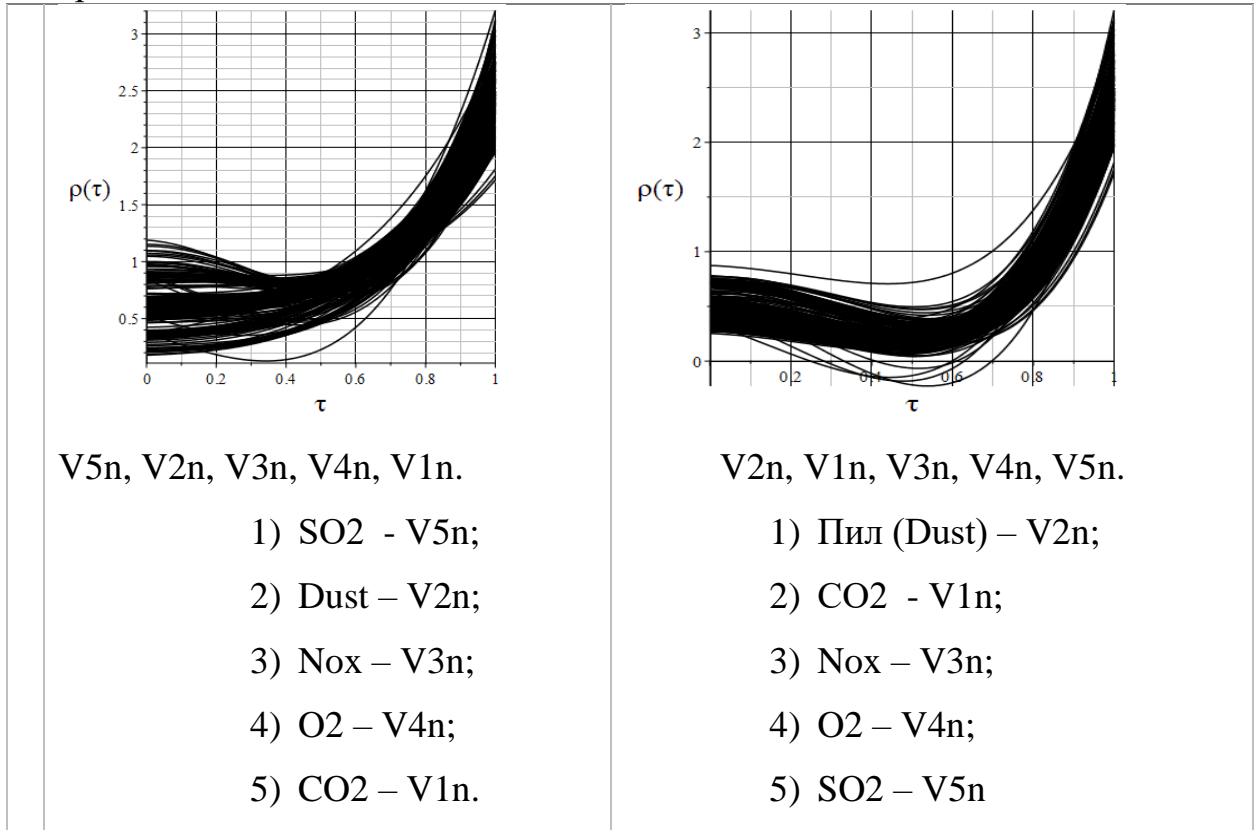 3
2.5
2
ρ(τ)
1.5
1
0.5
0 0.2 0.4 0.6 0.8 1
τ
V5n, V2n, V3n, V4n, V1n.
1) SO2 - V5n;
2) Dust – V2n;
3) Nox – V3n;
4) O2 – V4n;
5) CO2 – V1n.
3
2
ρ(τ)
1
0
0.2 0.4 0.6 0.8 1
τ
V2n, V1n, V3n, V4n, V5n.
1) Пил (Dust) – V2n;
2) CO2 - V1n;
3) Nox – V3n;
4) O2 – V4n;
5) SO2 – V5n